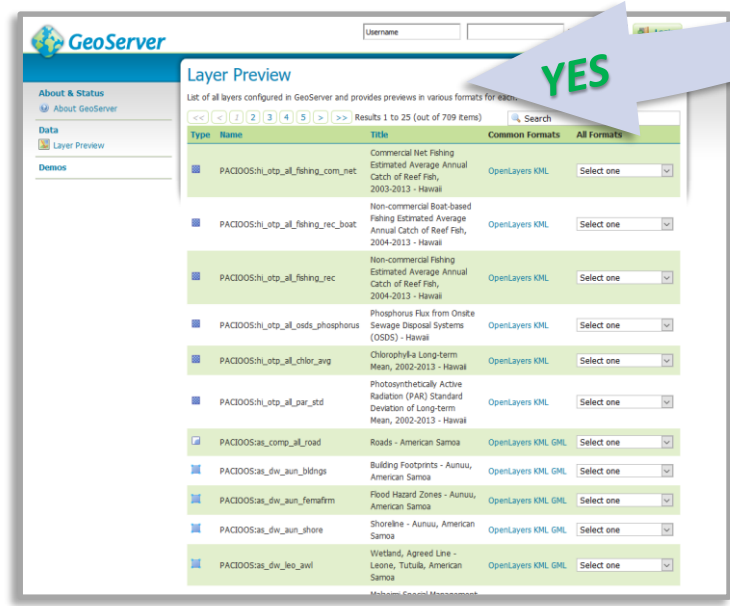 GeoServer
Username
YES
Layer Preview
List of all layers configured in GeoServer and provides previews in various formats for each
About & Status
About GeoServer
Data
Layer Preview
Demos
<< < 1 2 3 4 5 > >> Results 1 to 25 (out of 709 items) Search
Type Name Title Common Formats All Formats
Commercial Net Fishing
Estimated Average Annual
Catch of Reef Fish,
2003-2013 - Hawaii
PACIOOS:hi_otp_all_fishing_com_net OpenLayers KML Select one
Non-commercial Boat-based
Fishing Estimated Average
Annual Catch of Reef Fish,
2004-2013 - Hawaii
PACIOOS:hi_otp_all_fishing_rec_boat OpenLayers KML Select one
Non-commercial Fishing
Estimated Average Annual
Catch of Reef Fish,
2004-2013 - Hawaii
PACIOOS:hi_otp_all_fishing_rec OpenLayers KML Select one
Phosphorus Flux from Onsite
Sewage Disposal Systems
(OSDS) - Hawaii
PACIOOS:hi_otp_all_osds_phosphorus OpenLayers KML Select one
Chlorophyll-a Long-term
Mean, 2002-2013 - Hawaii
PACIOOS:hi_otp_all_chlor_avg OpenLayers KML Select one
Photosynthetically Active
Radiation (PAR) Standard
Deviation of Long-term
Mean, 2002-2013 - Hawaii
PACIOOS:hi_otp_all_par_std OpenLayers KML Select one
PACIOOS:as_comp_all_road Roads - American Samoa OpenLayers KML GML Select one
Building Footprints - Aunuu,
American Samoa
PACIOOS:as_dw_aun_bldngs OpenLayers KML GML Select one
Flood Hazard Zones - Aunuu,
American Samoa
PACIOOS:as_dw_aun_femafirm OpenLayers KML GML Select one
Shoreline - Aunuu, American
Samoa
PACIOOS:as_dw_aun_shore OpenLayers KML GML Select one
Wetland, Agreed Line -
Leone, Tutuila, American
Samoa
PACIOOS:as_dw_leo_awl OpenLayers KML GML Select one